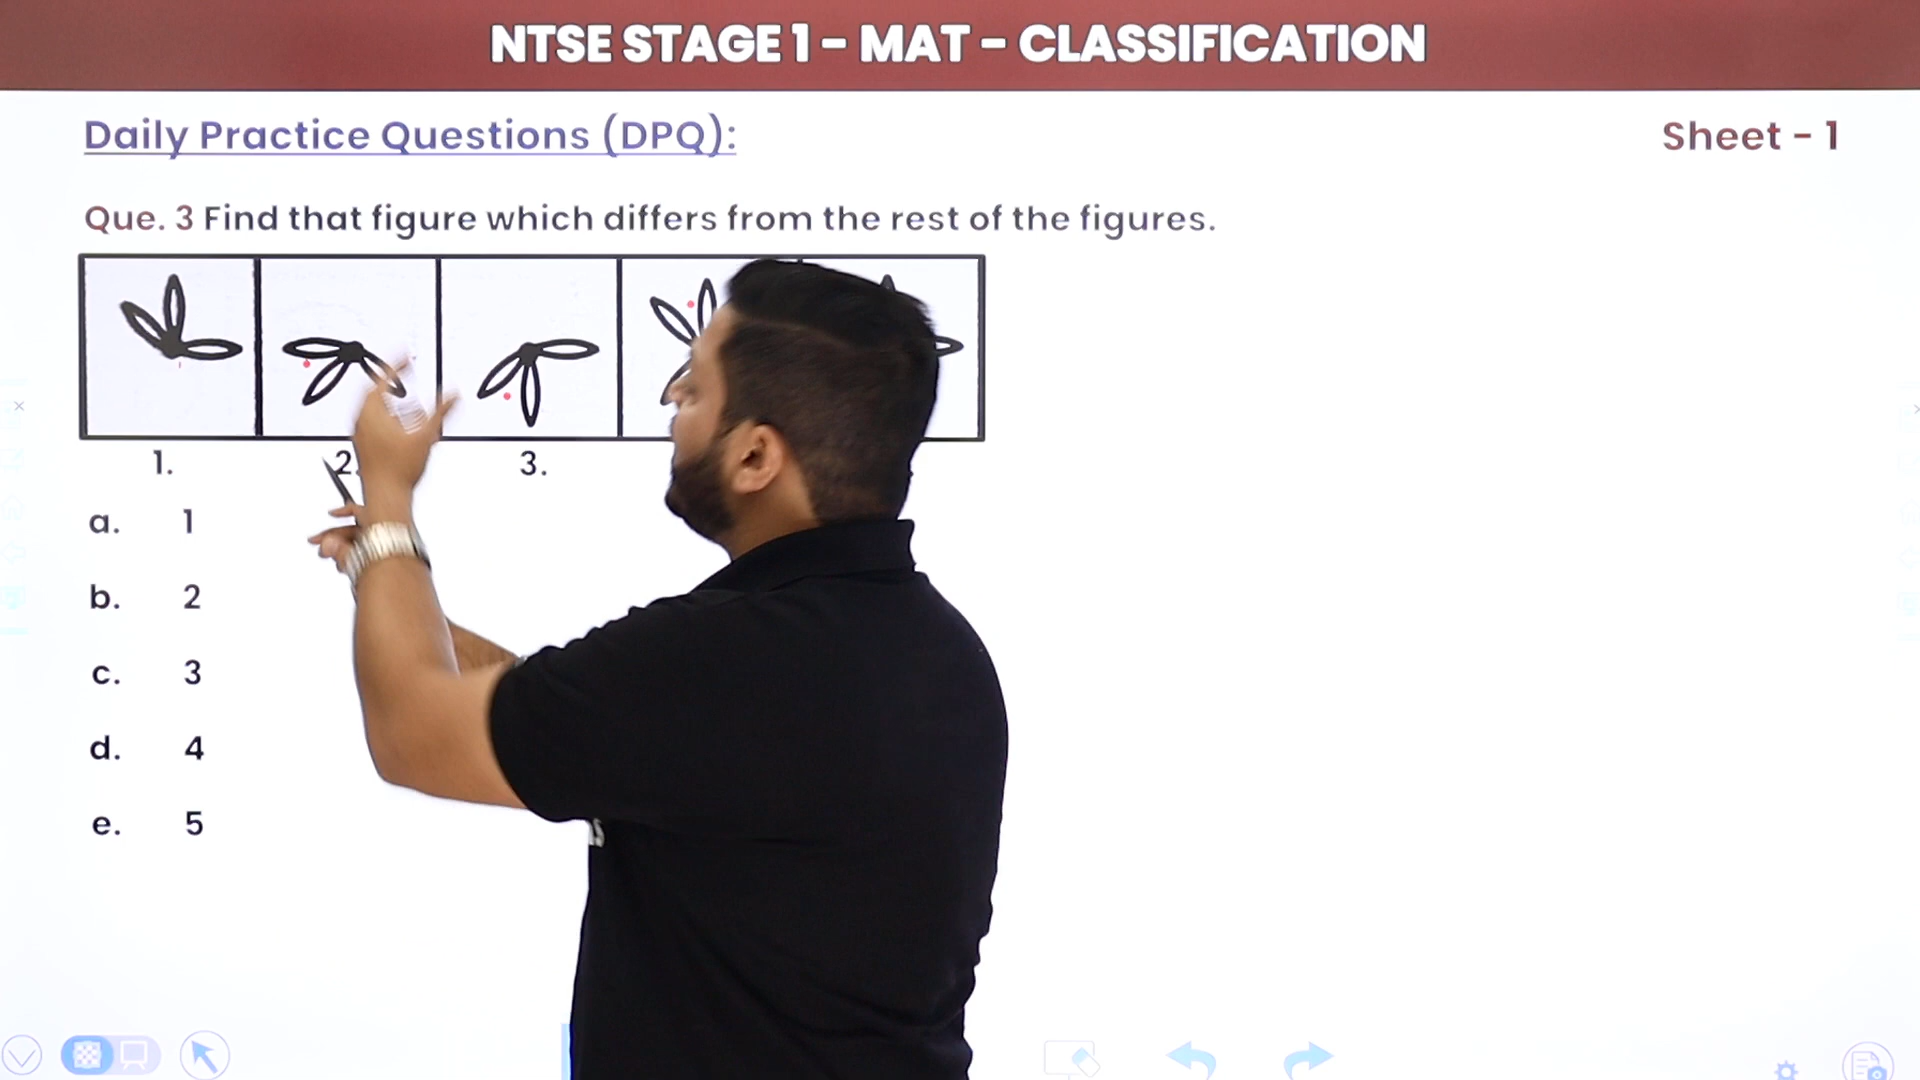 NTSE STAGE 1 - MAT - CLASSIFICATION
Daily Practice Questions (DPQ):
Sheet - 1
Que. 3 Find that figure which differs from the rest of the figures.
1. 2. 3.
a. 1
b. 2
c. 3
d. 4
e. 5